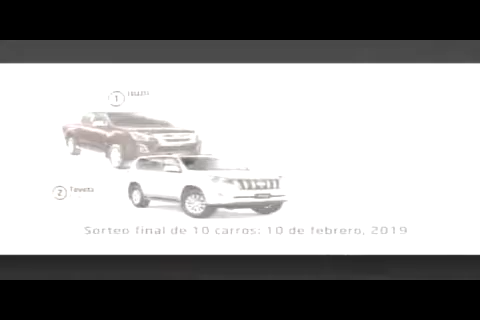 1 ISUZU
2 Toyota
Sorteo final de 10 carros: 10 de febrero, 2019